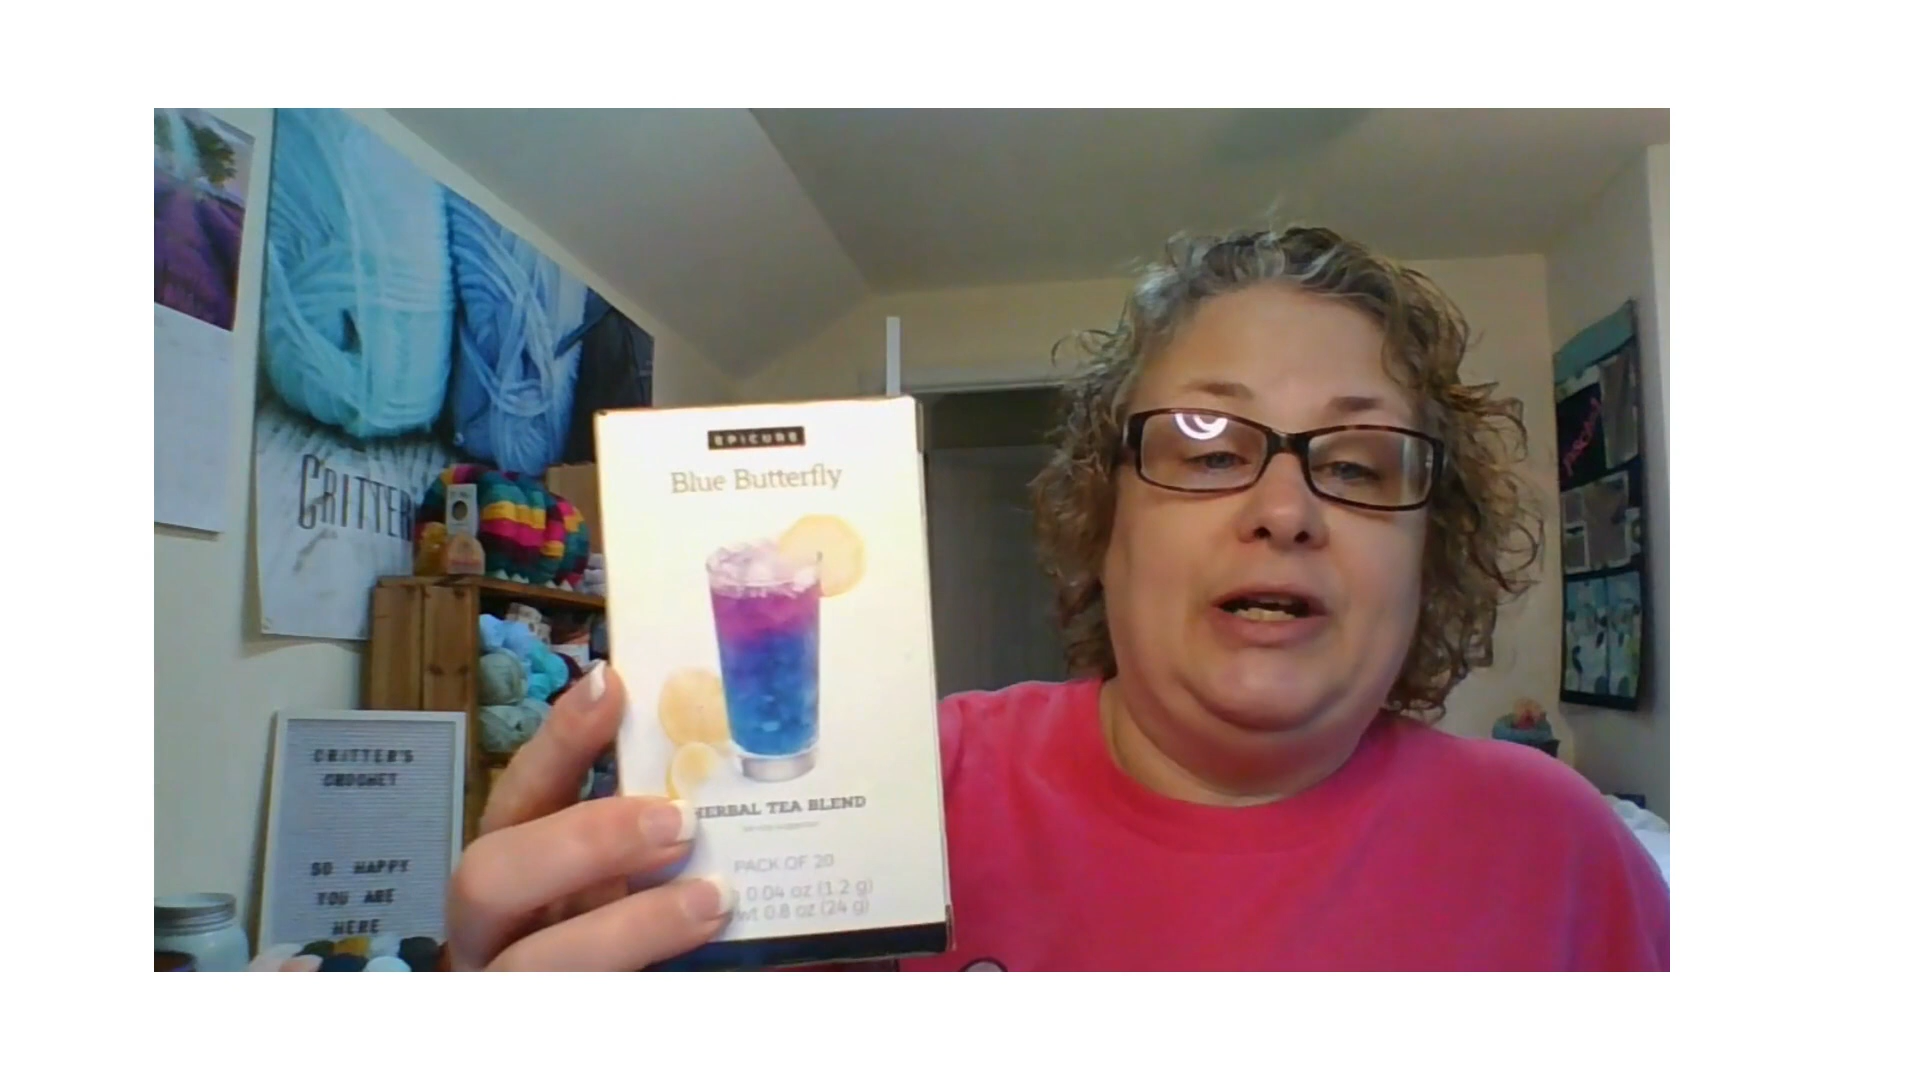 EPICURE
Blue Butterfly
HERBAL TEA BLEND
PACK OF 20
0.04 oz (1.2 g)
wt 0.8 oz (24 g)
CRITTER
CRITTER'S
CROCHET
SO HAPPY
YOU ARE
HERE